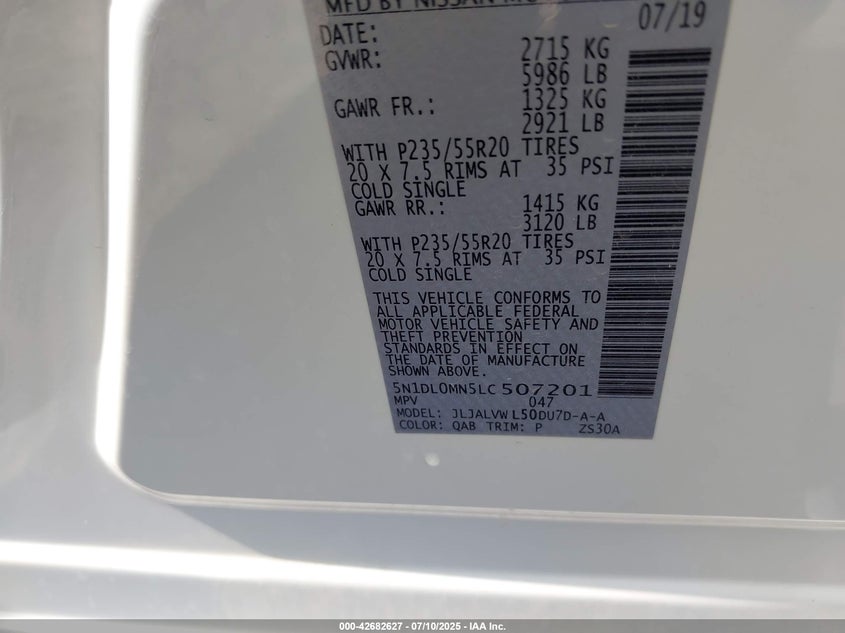 MFD BY NISSAN MO
DATE: 07/19
GVWR: 2715 KG
5986 LB
GAWR FR.: 1325 KG
2921 LB
WITH P235/55R20 TIRES
20 X 7.5 RIMS AT 35 PSI
COLD SINGLE
GAWR RR.: 1415 KG
3120 LB
WITH P235/55R20 TIRES
20 X 7.5 RIMS AT 35 PSI
COLD SINGLE
THIS VEHICLE CONFORMS TO
ALL APPLICABLE FEDERAL
MOTOR VEHICLE SAFETY AND
THEFT PREVENTION
STANDARDS IN EFFECT ON
THE DATE OF MANUFACTURE
SHOWN ABOVE.
5N1DL0MN5LC507201
MPV 047
MODEL: JLJALVWL50DU7D-A-A
COLOR: QAB TRIM: P ZS30A
000-42682627 - 07/10/2025 - IAA Inc.